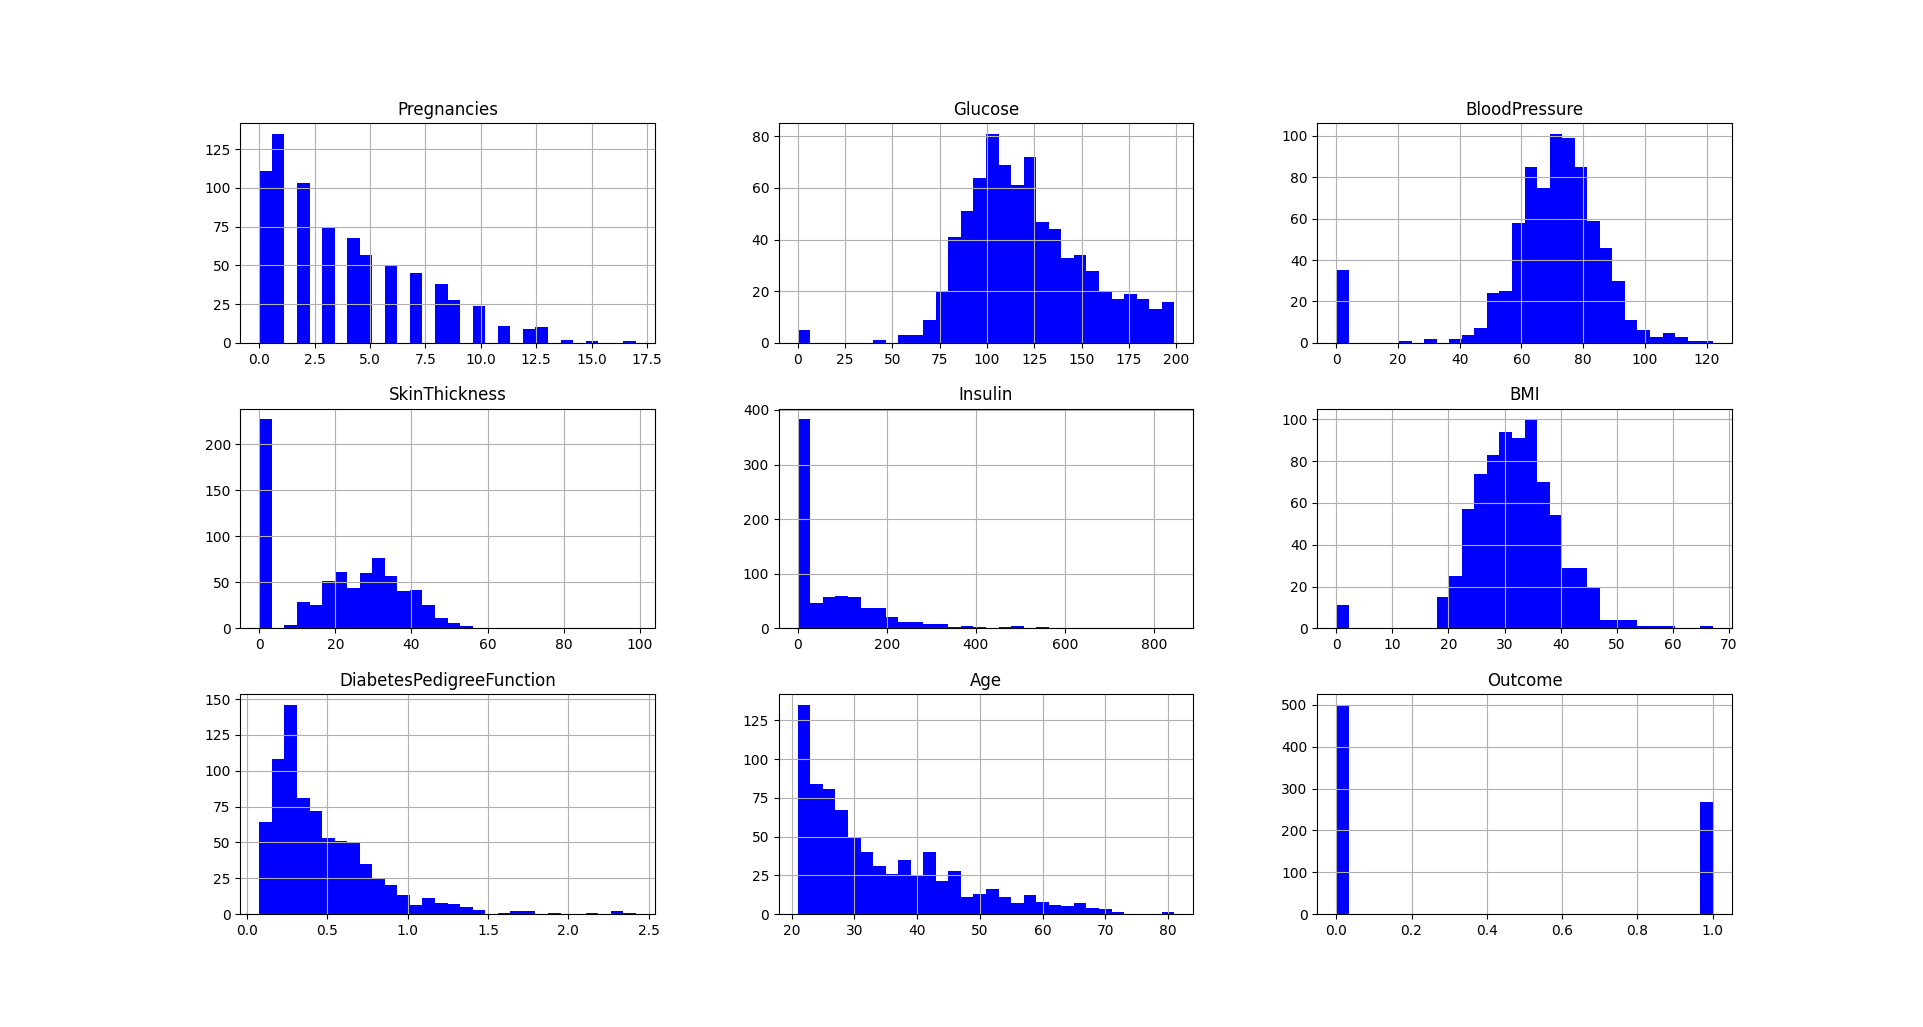 Pregnancies
125
100
75
50
25
0
0.0 2.5 5.0 7.5 10.0 12.5 15.0 17.5
Glucose
80
60
40
20
0
0 25 50 75 100 125 150 175 200
BloodPressure
100
80
60
40
20
0
0 20 40 60 80 100 120
SkinThickness
200
150
100
50
0
0 20 40 60 80 100
Insulin
400
300
200
100
0
0 200 400 600 800
BMI
100
80
60
40
20
0
0 10 20 30 40 50 60 70
DiabetesPedigreeFunction
150
125
100
75
50
25
0
0.0 0.5 1.0 1.5 2.0 2.5
Age
125
100
75
50
25
0
20 30 40 50 60 70 80
Outcome
500
400
300
200
100
0
0.0 0.2 0.4 0.6 0.8 1.0